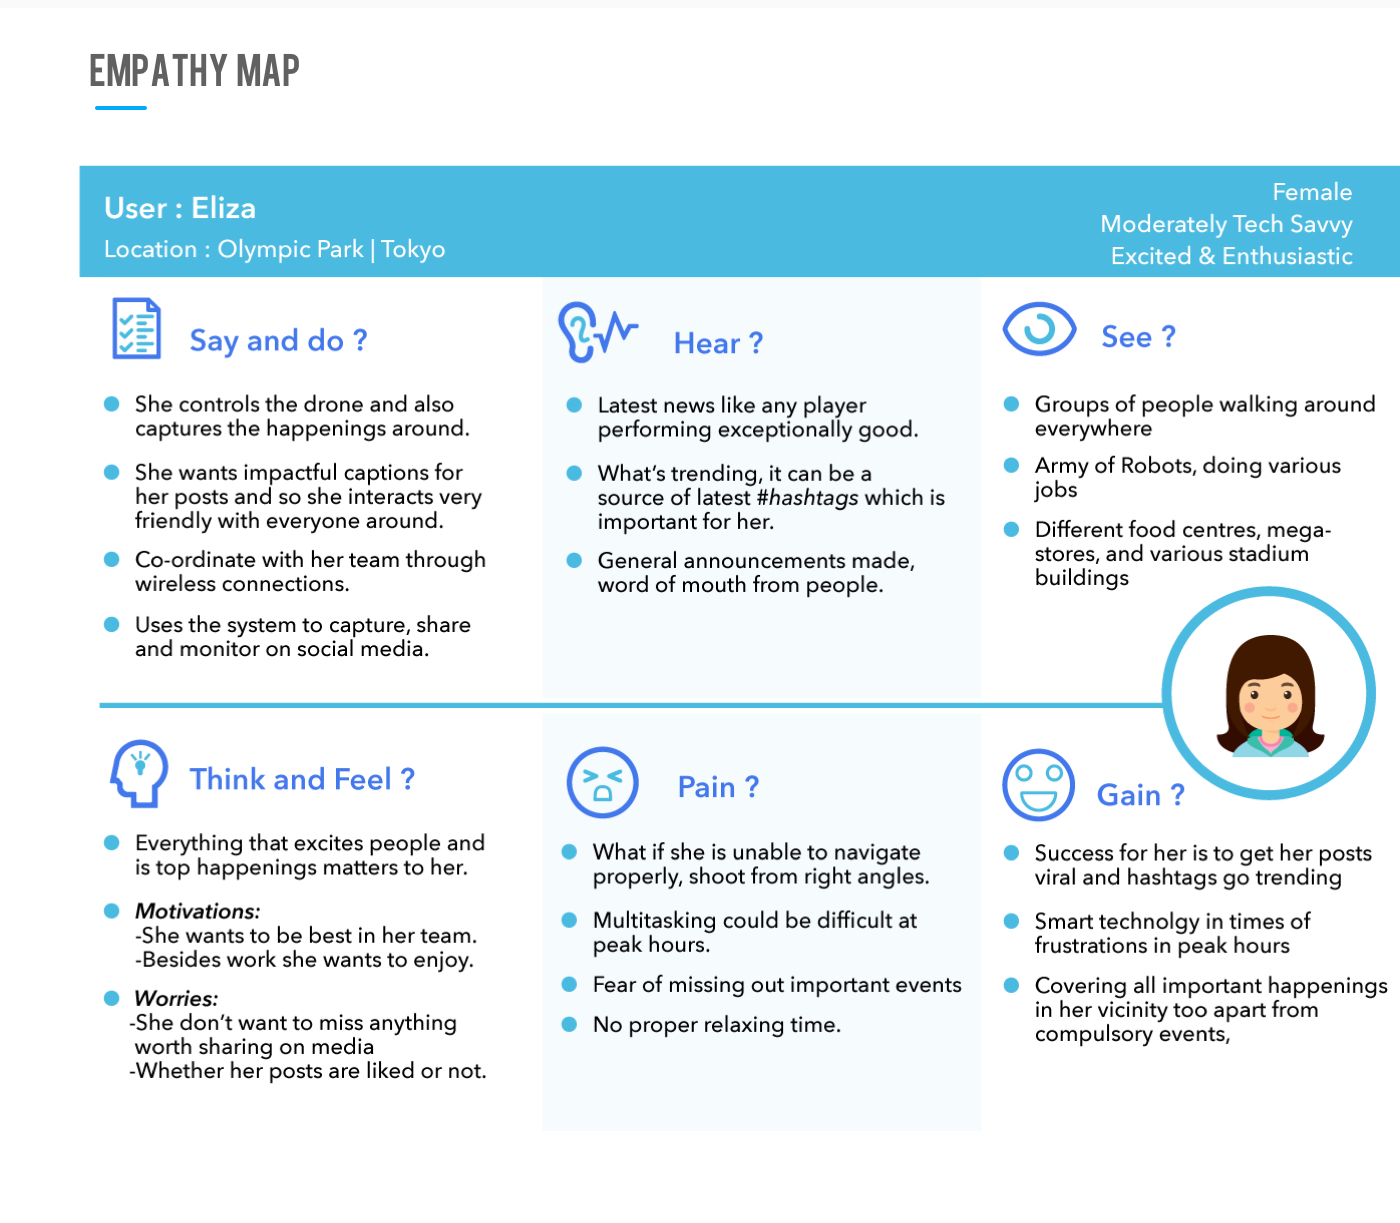 EMPATHY MAP
User : Eliza
Location : Olympic Park | Tokyo
Female
Moderately Tech Savvy
Excited & Enthusiastic
Say and do ?
She controls the drone and also
captures the happenings around.
She wants impactful captions for
her posts and so she interacts very
friendly with everyone around.
Co-ordinate with her team through
wireless connections.
Uses the system to capture, share
and monitor on social media.
Hear ?
Latest news like any player
performing exceptionally good.
What's trending, it can be a
source of latest #hashtags which is
important for her.
General announcements made,
word of mouth from people.
See ?
Groups of people walking around
everywhere
Army of Robots, doing various
jobs
Different food centres, mega-
stores, and various stadium
buildings
Think and Feel ?
Everything that excites people and
is top happenings matters to her.
Motivations:
-She wants to be best in her team.
-Besides work she wants to enjoy.
Worries:
-She don't want to miss anything
worth sharing on media
-Whether her posts are liked or not.
Pain ?
What if she is unable to navigate
properly, shoot from right angles.
Multitasking could be difficult at
peak hours.
Fear of missing out important events
No proper relaxing time.
Gain ?
Success for her is to get her posts
viral and hashtags go trending
Smart technolgy in times of
frustrations in peak hours
Covering all important happenings
in her vicinity too apart from
compulsory events,